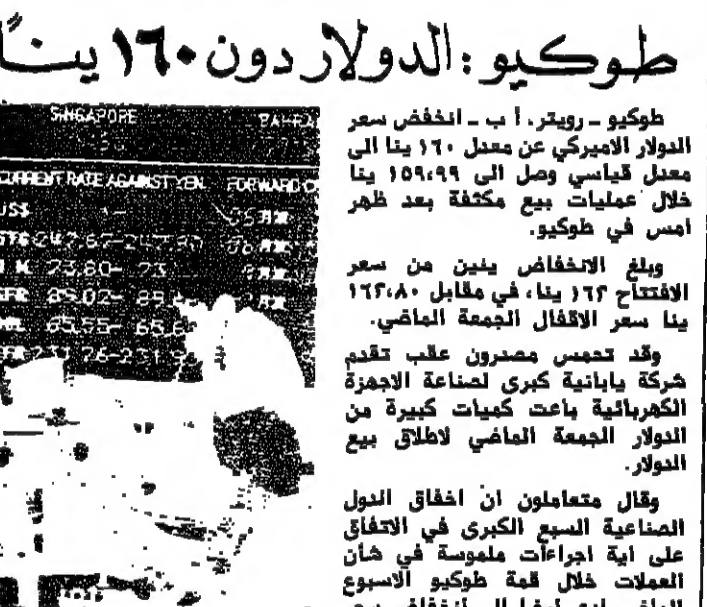 طوكيو : الدولار دون ١٦٠ ينـًا
طوكيو ـ رويتر. أ ب ـ انخفض سعر
الدولار الاميركي عن معدل ١٦٠ ينا الى
معدل قياسي وصل الى ١٥٩،٩٩ ينا
خلال عمليات بيع مكثفة بعد ظهر
امس في طوكيو.
وبلغ الانخفاض ينين من سعر
الافتتاح ١٦٢ ينا، في مقابل ١٦٢،٨٠
ينا سعر الاقفال الجمعة الماضي.
وقد تحمس مصدرون عقب تقدم
شركة يابانية كبرى لصناعة الاجهزة
الكهربائية باعت كميات كبيرة من
الدولار الجمعة الماضي لاطلاق بيع
الدولار.
وقال متعاملون ان اخفاق الدول
الصناعية السبع الكبرى في الاتفاق
على اية اجراءات ملموسة في شأن
العملات خلال قمة طوكيو الاسبوع
SINGAPORE
CURRENT RATE AGAINST YEN
FORWARD
US$
23.80-